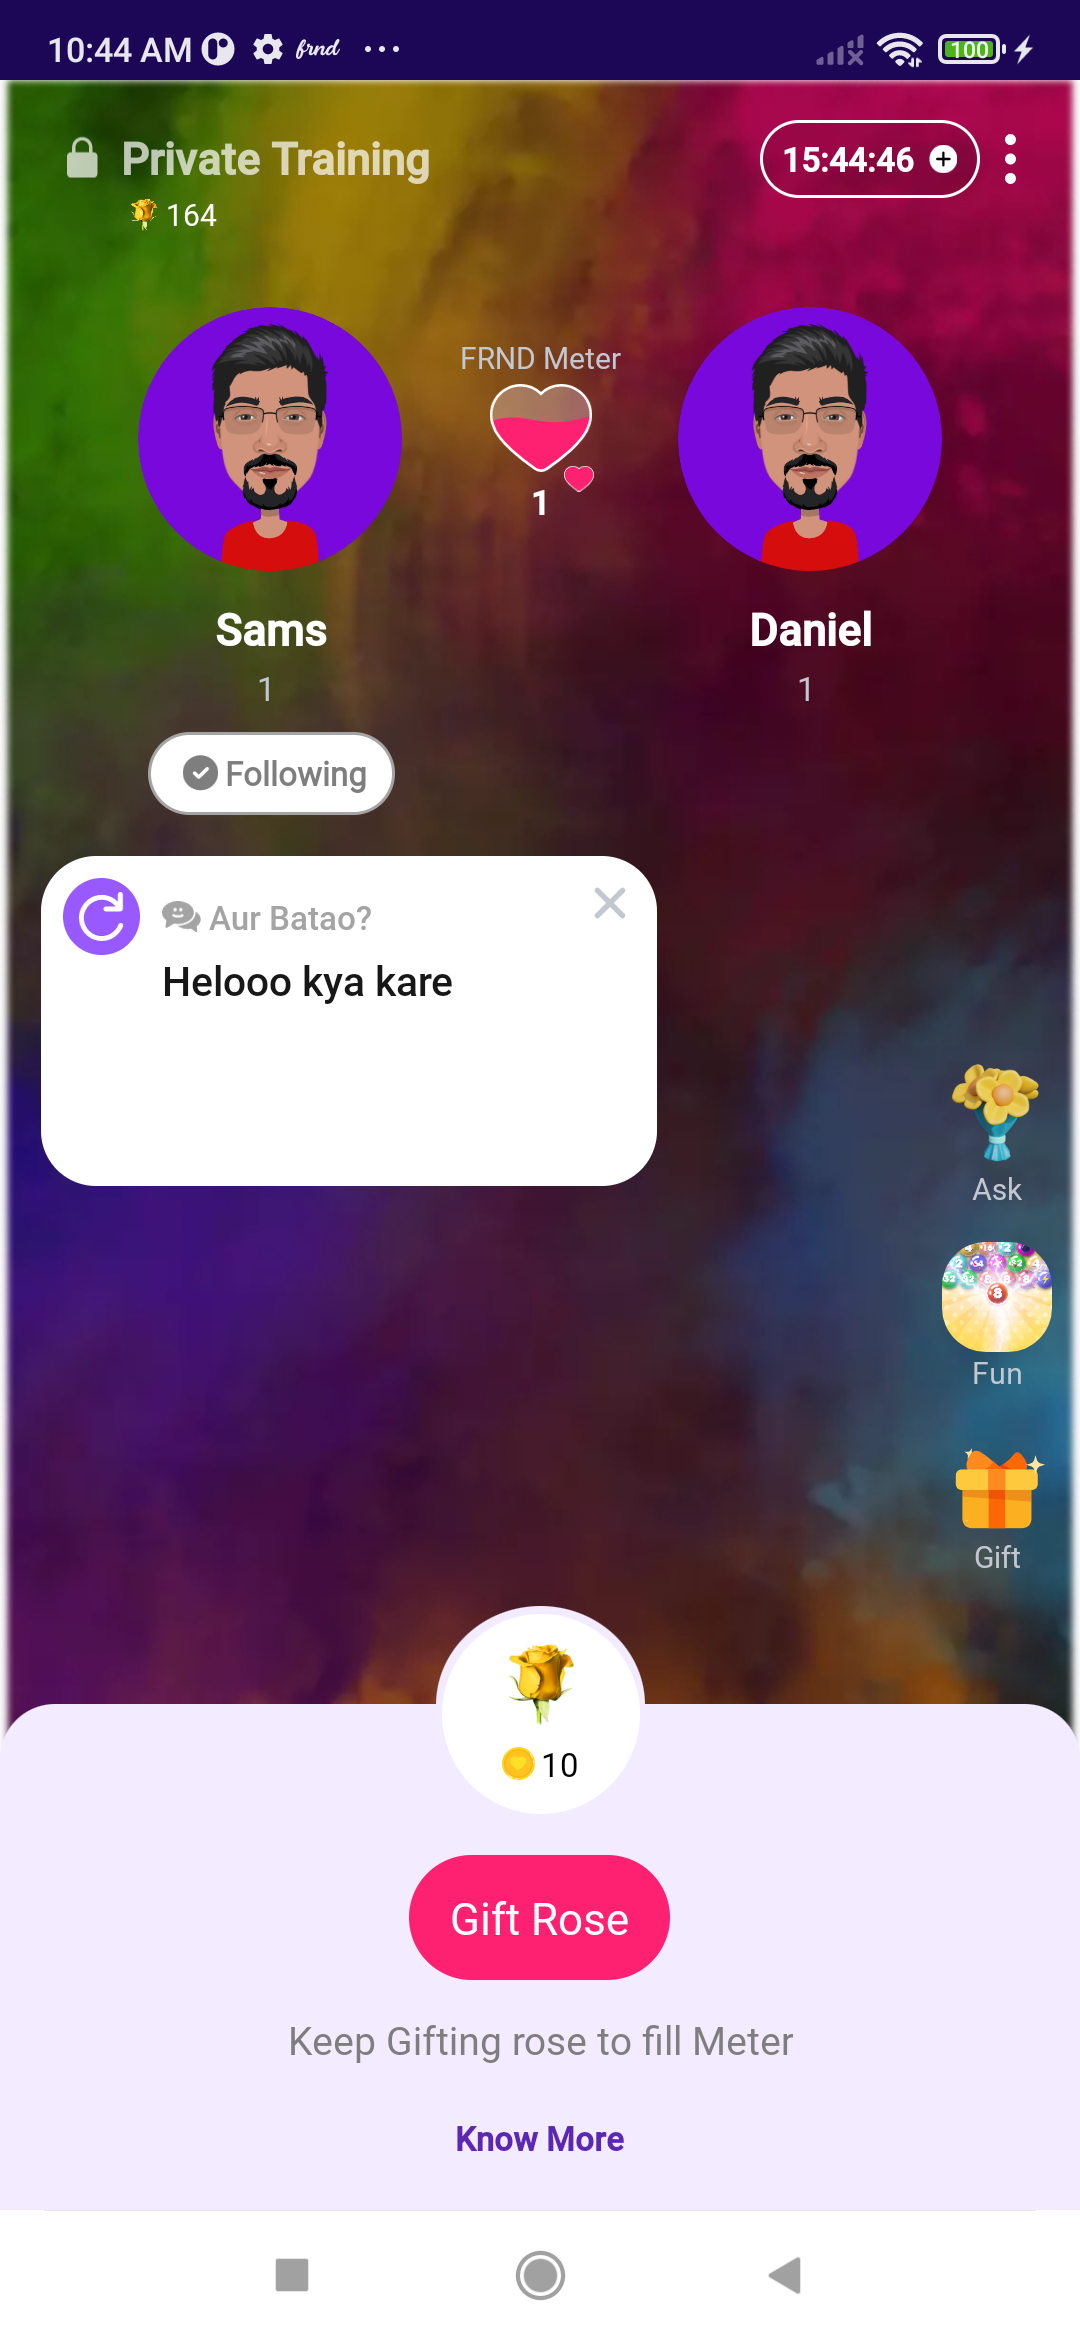 10:44 AM frnd
100
Private Training
15:44:46
164
FRND Meter
1
Sams
Daniel
1
1
Following
Aur Batao?
Helooo kya kare
Ask
Fun
Gift
10
Gift Rose
Keep Gifting rose to fill Meter
Know More